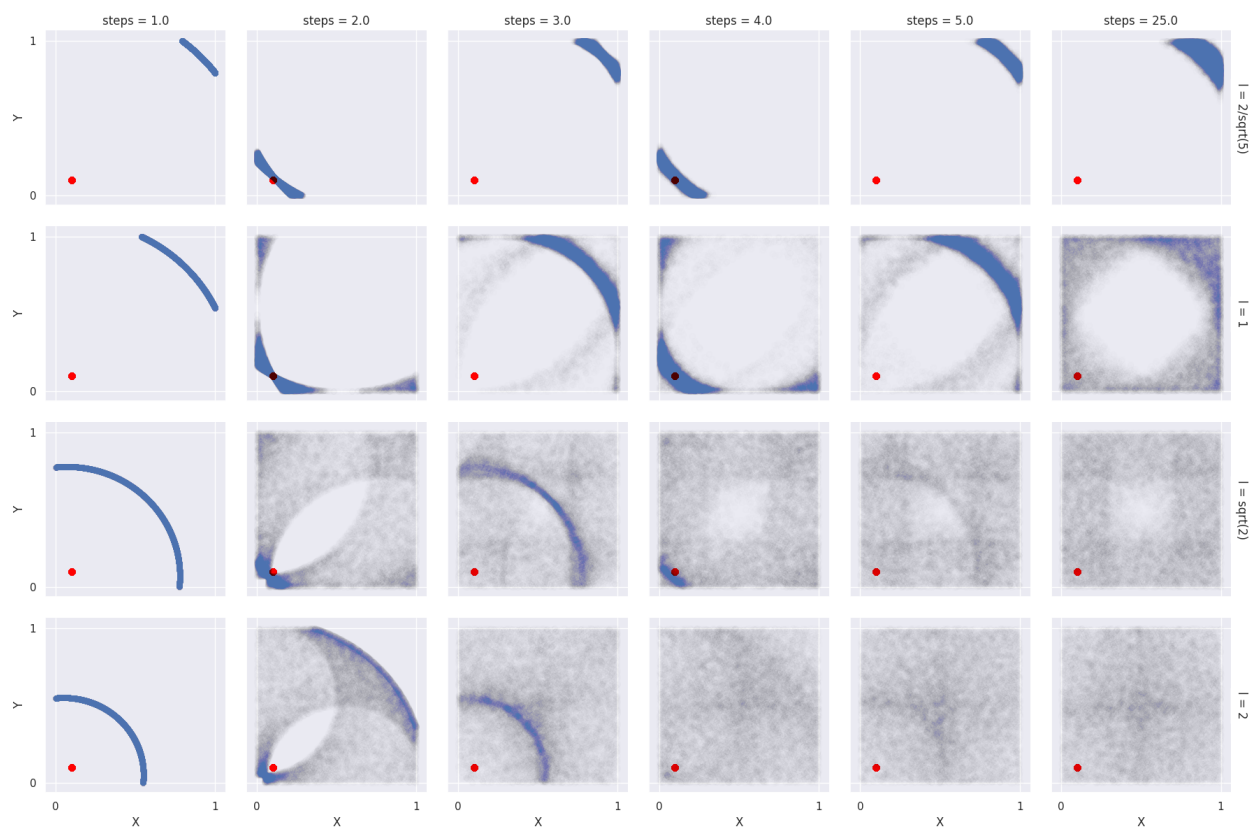 steps = 1.0 steps = 2.0 steps = 3.0 steps = 4.0 steps = 5.0 steps = 25.0
1
Y
0
l = 2/sqrt(5)
1
Y
0
l = 1
1
Y
0
l = sqrt(2)
1
Y
0
l = 2
0 1 0 1 0 1 0 1 0 1 0 1
X X X X X X